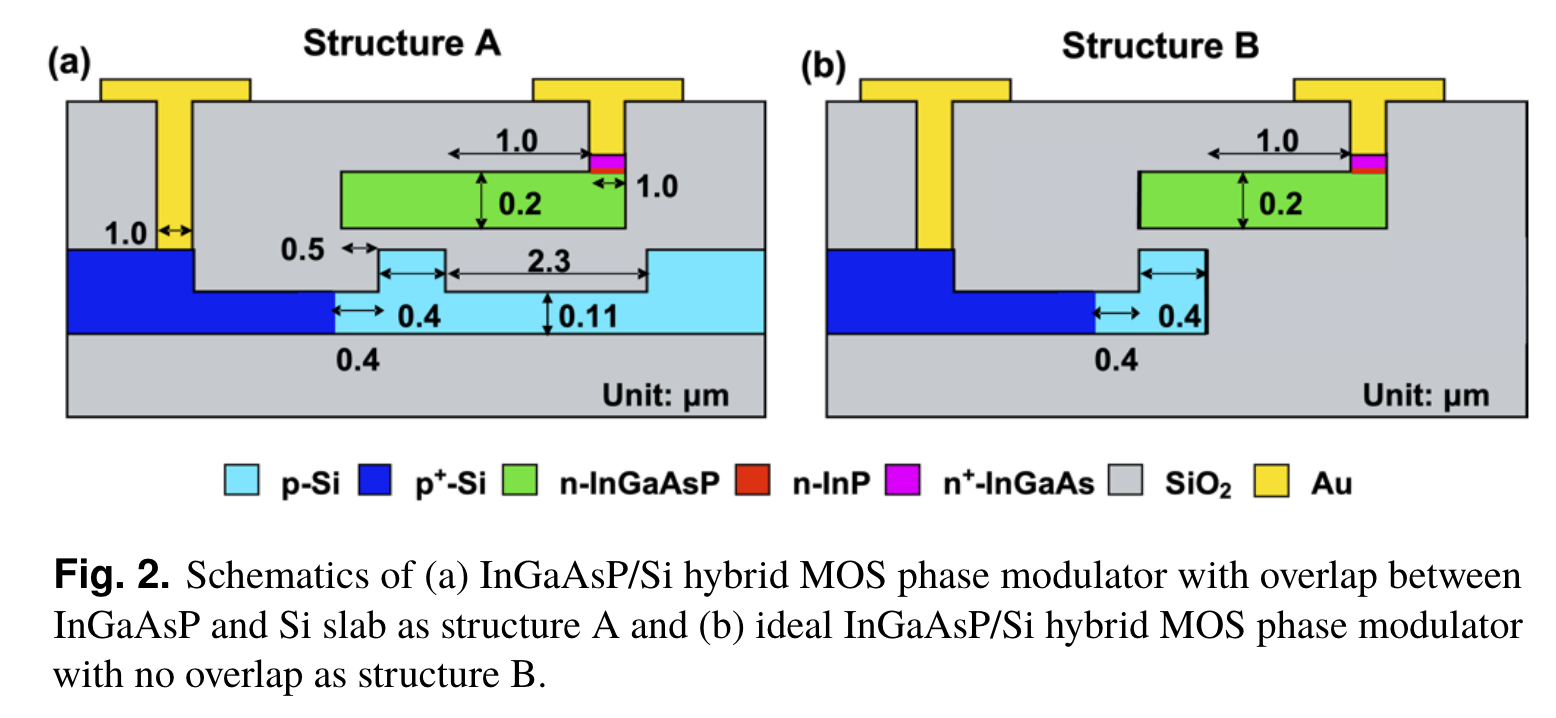 Structure A
Structure B
(a)
(b)
1.0
0.2
1.0
1.0
0.5
2.3
0.4
0.11
0.4
Unit: μm
1.0
0.2
0.4
0.4
Unit: μm
p-Si
p⁺-Si
n-InGaAsP
n-InP
n⁺-InGaAs
SiO₂
Au
Fig. 2. Schematics of (a) InGaAsP/Si hybrid MOS phase modulator with overlap between
InGaAsP and Si slab as structure A and (b) ideal InGaAsP/Si hybrid MOS phase modulator
with no overlap as structure B.